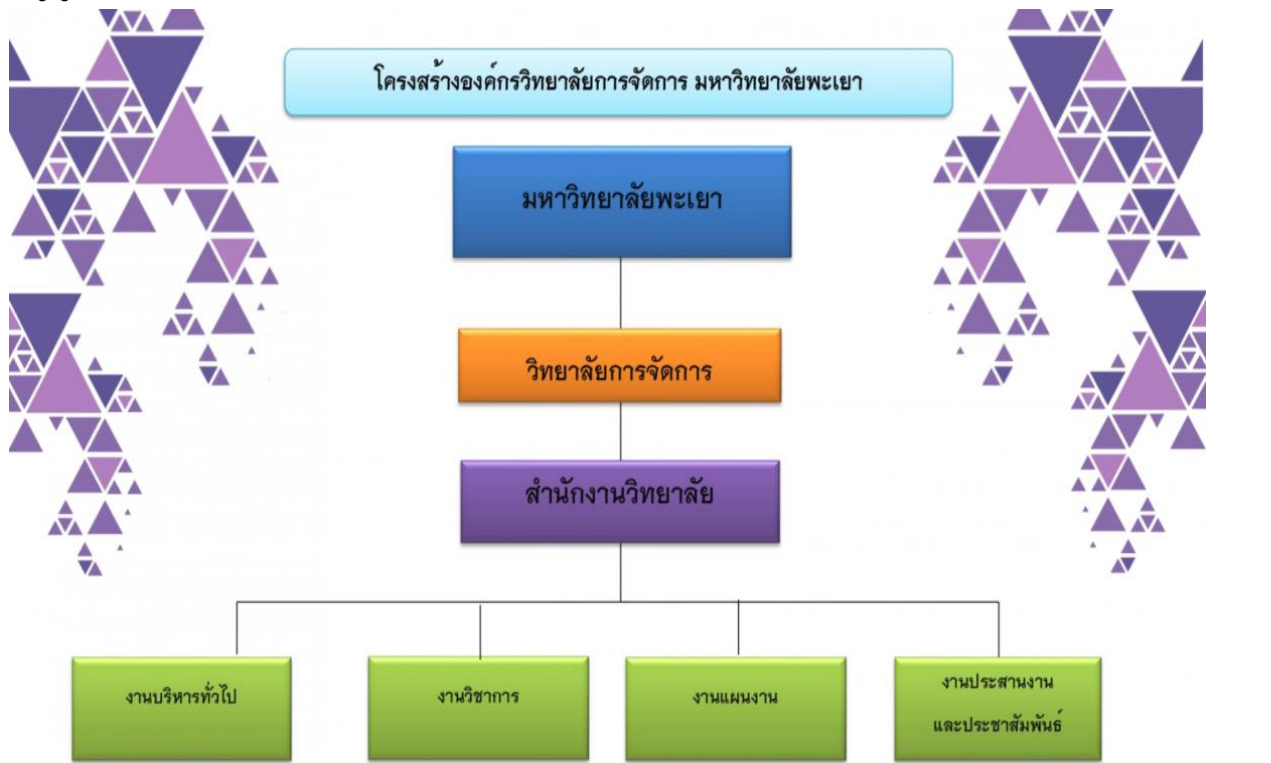 โครงสร้างองค์กรวิทยาลัยการจัดการ มหาวิทยาลัยพะเยา
มหาวิทยาลัยพะเยา
วิทยาลัยการจัดการ
สำนักงานวิทยาลัย
งานบริหารทั่วไป
งานวิชาการ
งานแผนงาน
งานประสานงาน
และประชาสัมพันธ์